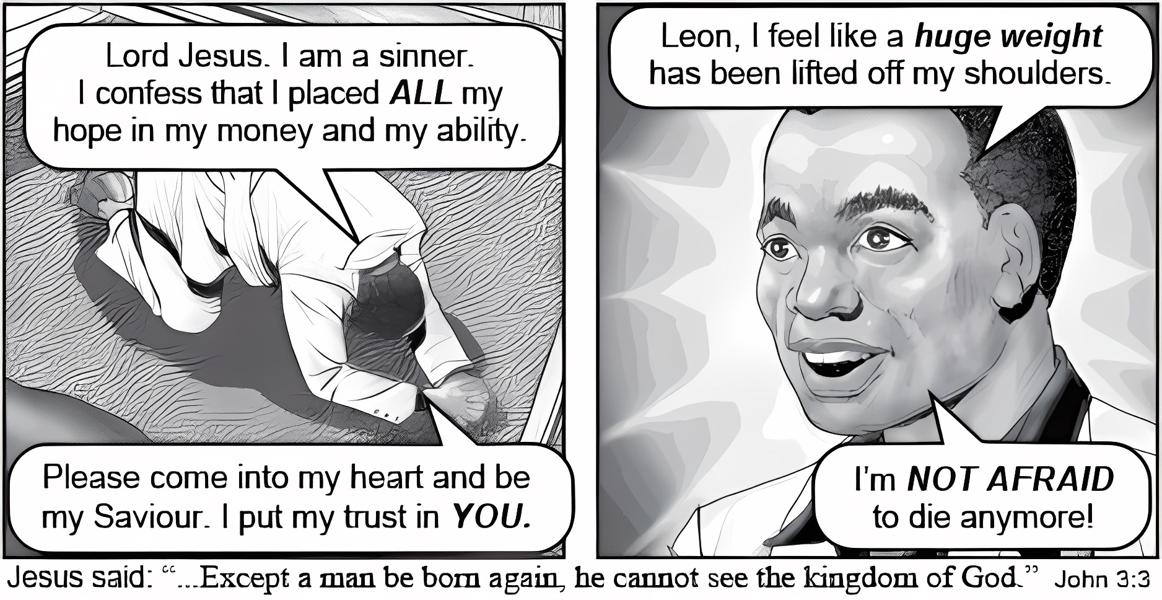 Lord Jesus. I am a sinner.
I confess that I placed ALL my
hope in my money and my ability.
Please come into my heart and be
my Saviour. I put my trust in YOU.
Leon, I feel like a huge weight
has been lifted off my shoulders.
I'm NOT AFRAID
to die anymore!
Jesus said: “...Except a man be born again, he cannot see the kingdom of God.” John 3:3